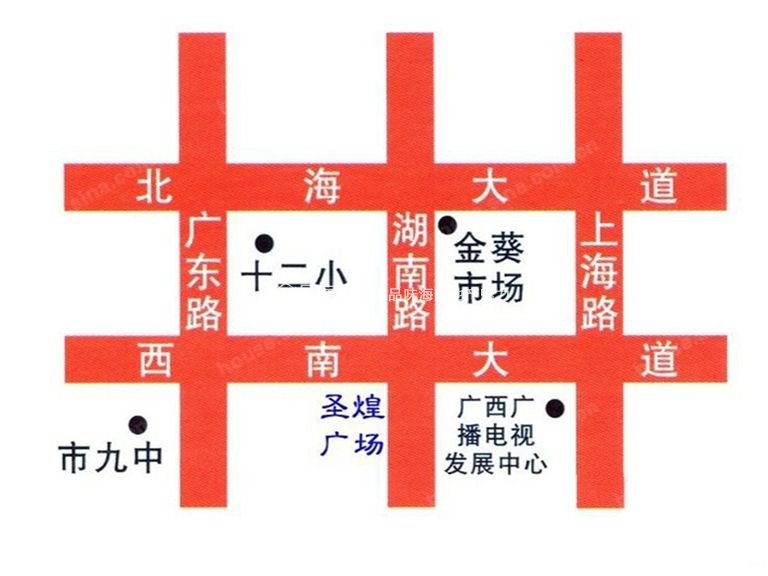 北海大道
广东路
湖南路
上海路
十二小
金葵
市场
西南大道
圣煌
广场
广西广
播电视
发展中心
市九中